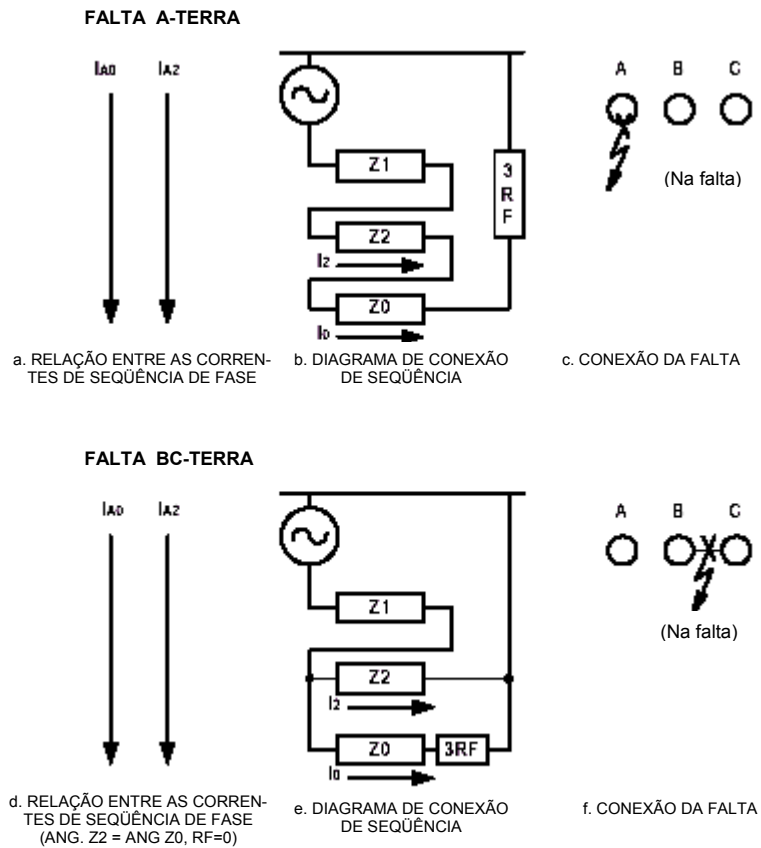 FALTA A-TERRA
IA0 IA2
A B C
Z1
3
R
F
(Na falta)
Z2
I2
Z0
I0
a. RELAÇÃO ENTRE AS CORREN-
TES DE SEQÜÊNCIA DE FASE
b. DIAGRAMA DE CONEXÃO
DE SEQÜÊNCIA
c. CONEXÃO DA FALTA
FALTA BC-TERRA
IA0 IA2
A B C
Z1
(Na falta)
Z2
I2
Z0 3RF
I0
d. RELAÇÃO ENTRE AS CORREN-
TES DE SEQÜÊNCIA DE FASE
(ANG. Z2 = ANG Z0, RF=0)
e. DIAGRAMA DE CONEXÃO
DE SEQÜÊNCIA
f. CONEXÃO DA FALTA